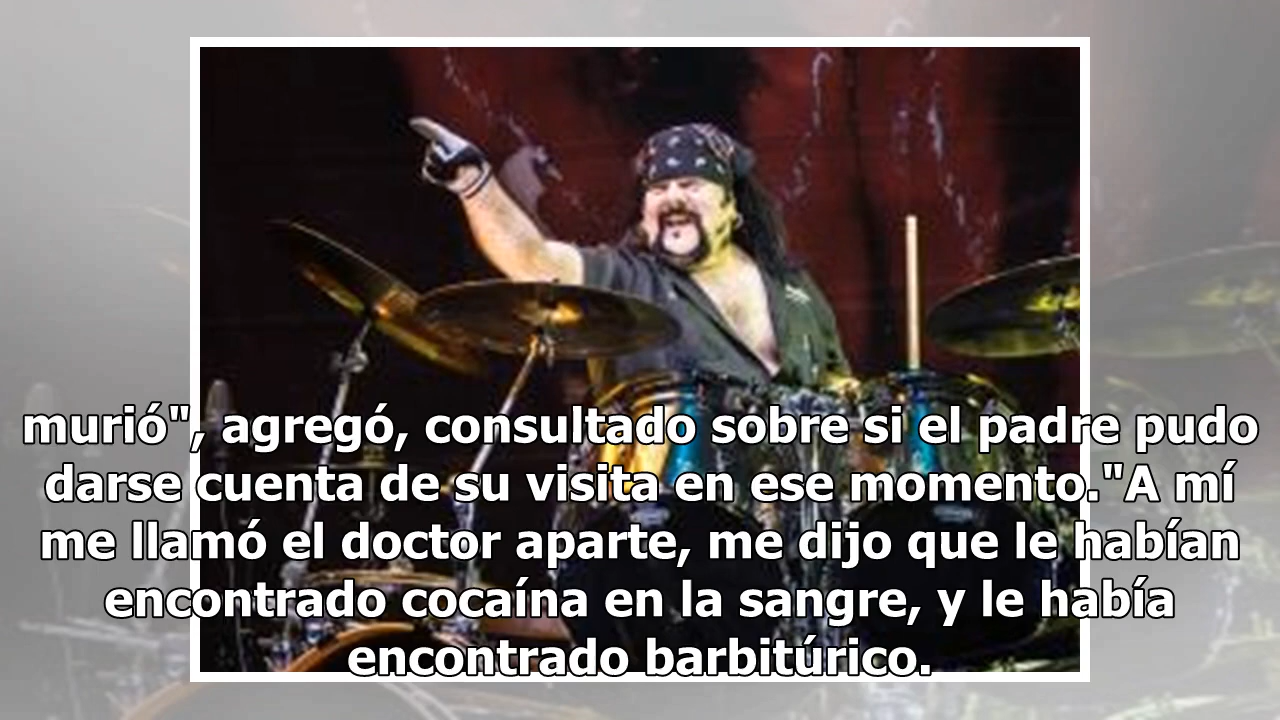 murió", agregó, consultado sobre si el padre pudo
darse cuenta de su visita en ese momento."A mí
me llamó el doctor aparte, me dijo que le habían
encontrado cocaína en la sangre, y le había
encontrado barbitúrico.